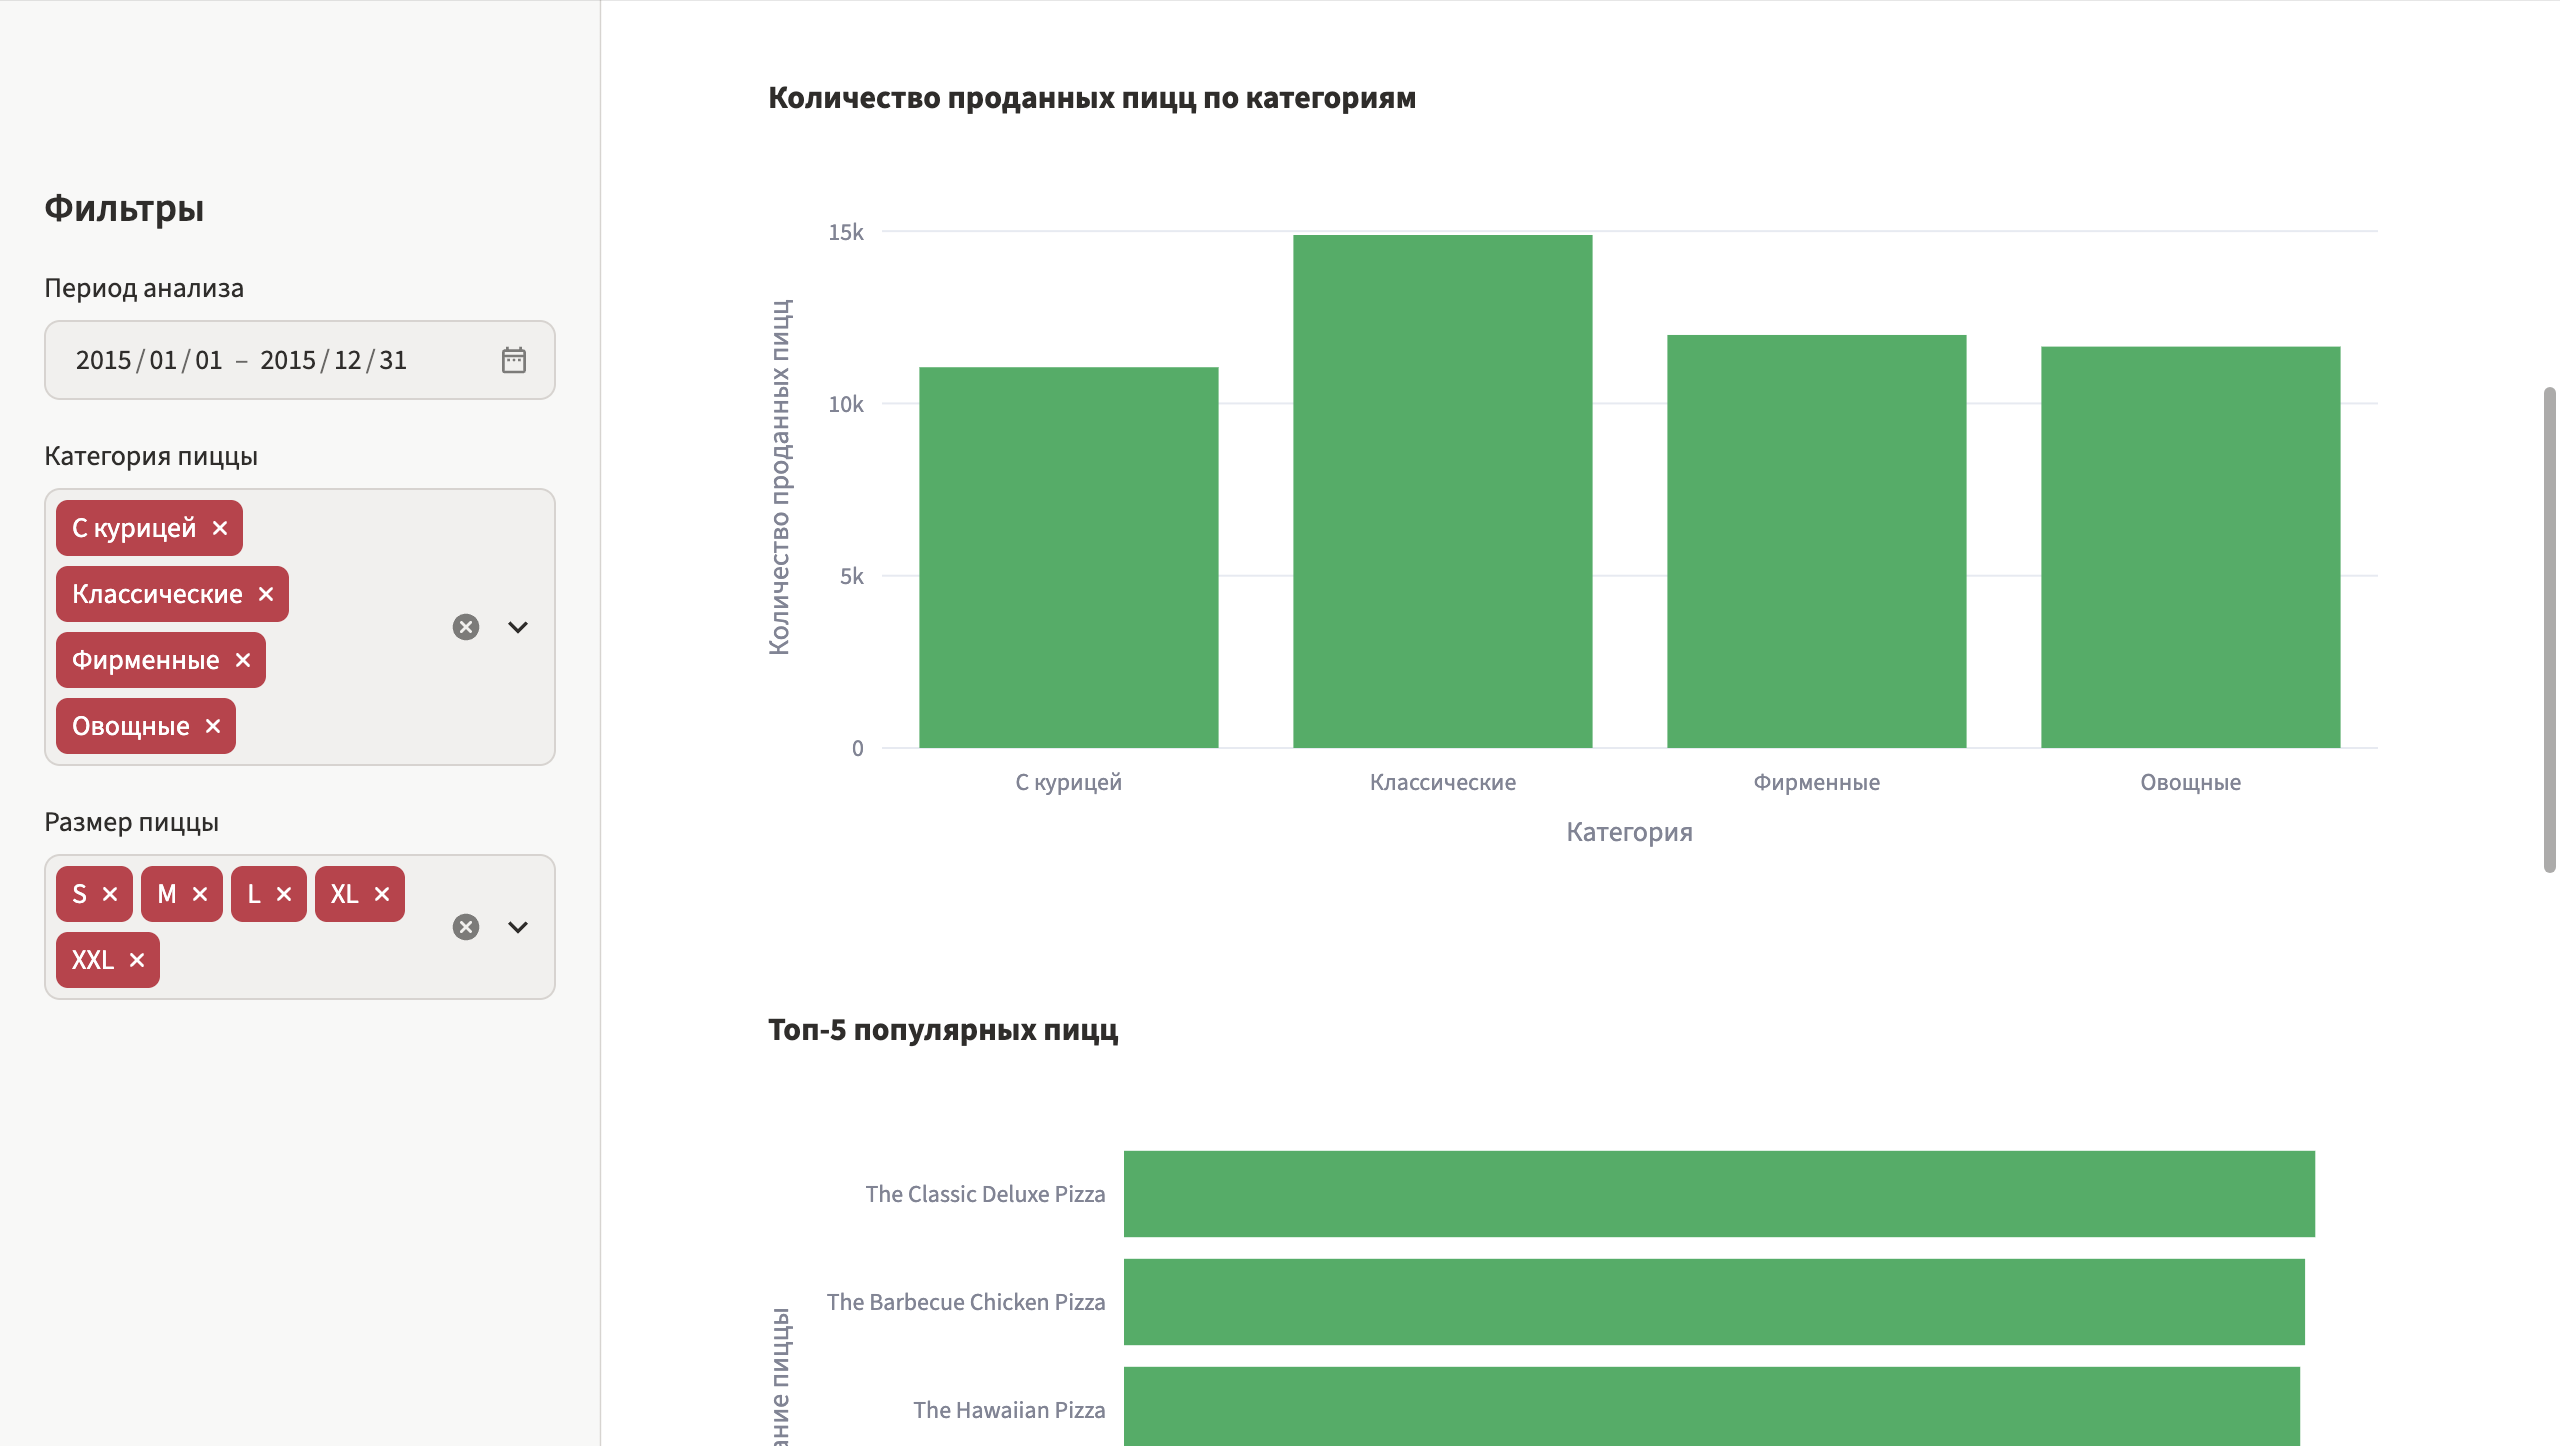 Фильтры
Период анализа
2015/01/01 – 2015/12/31
Категория пиццы
С курицей
Классические
Фирменные
Овощные
Размер пиццы
S M L XL
XXL
Количество проданных пицц по категориям
Количество проданных пицц
15k
10k
5k
0
С курицей Классические Фирменные Овощные
Категория
Топ-5 популярных пицц
The Classic Deluxe Pizza
The Barbecue Chicken Pizza
The Hawaiian Pizza
пиццы